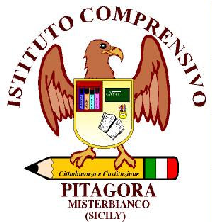 ISTITUTO COMPRENSIVO
Cittadinanza e Costituzione
PITAGORA
MISTERBIANCO
(SICILY)